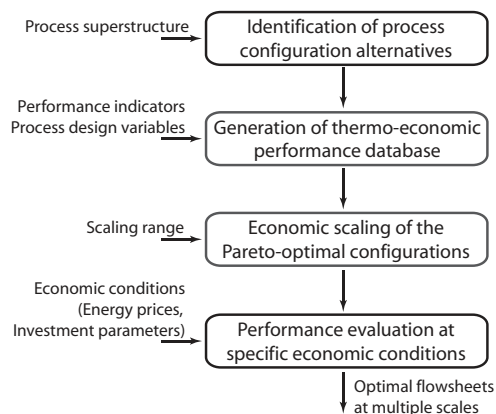 Process superstructure
Identification of process
configuration alternatives
Performance indicators
Process design variables
Generation of thermo-economic
performance database
Scaling range
Economic scaling of the
Pareto-optimal configurations
Economic conditions
(Energy prices,
Investment parameters)
Performance evaluation at
specific economic conditions
Optimal flowsheets
at multiple scales